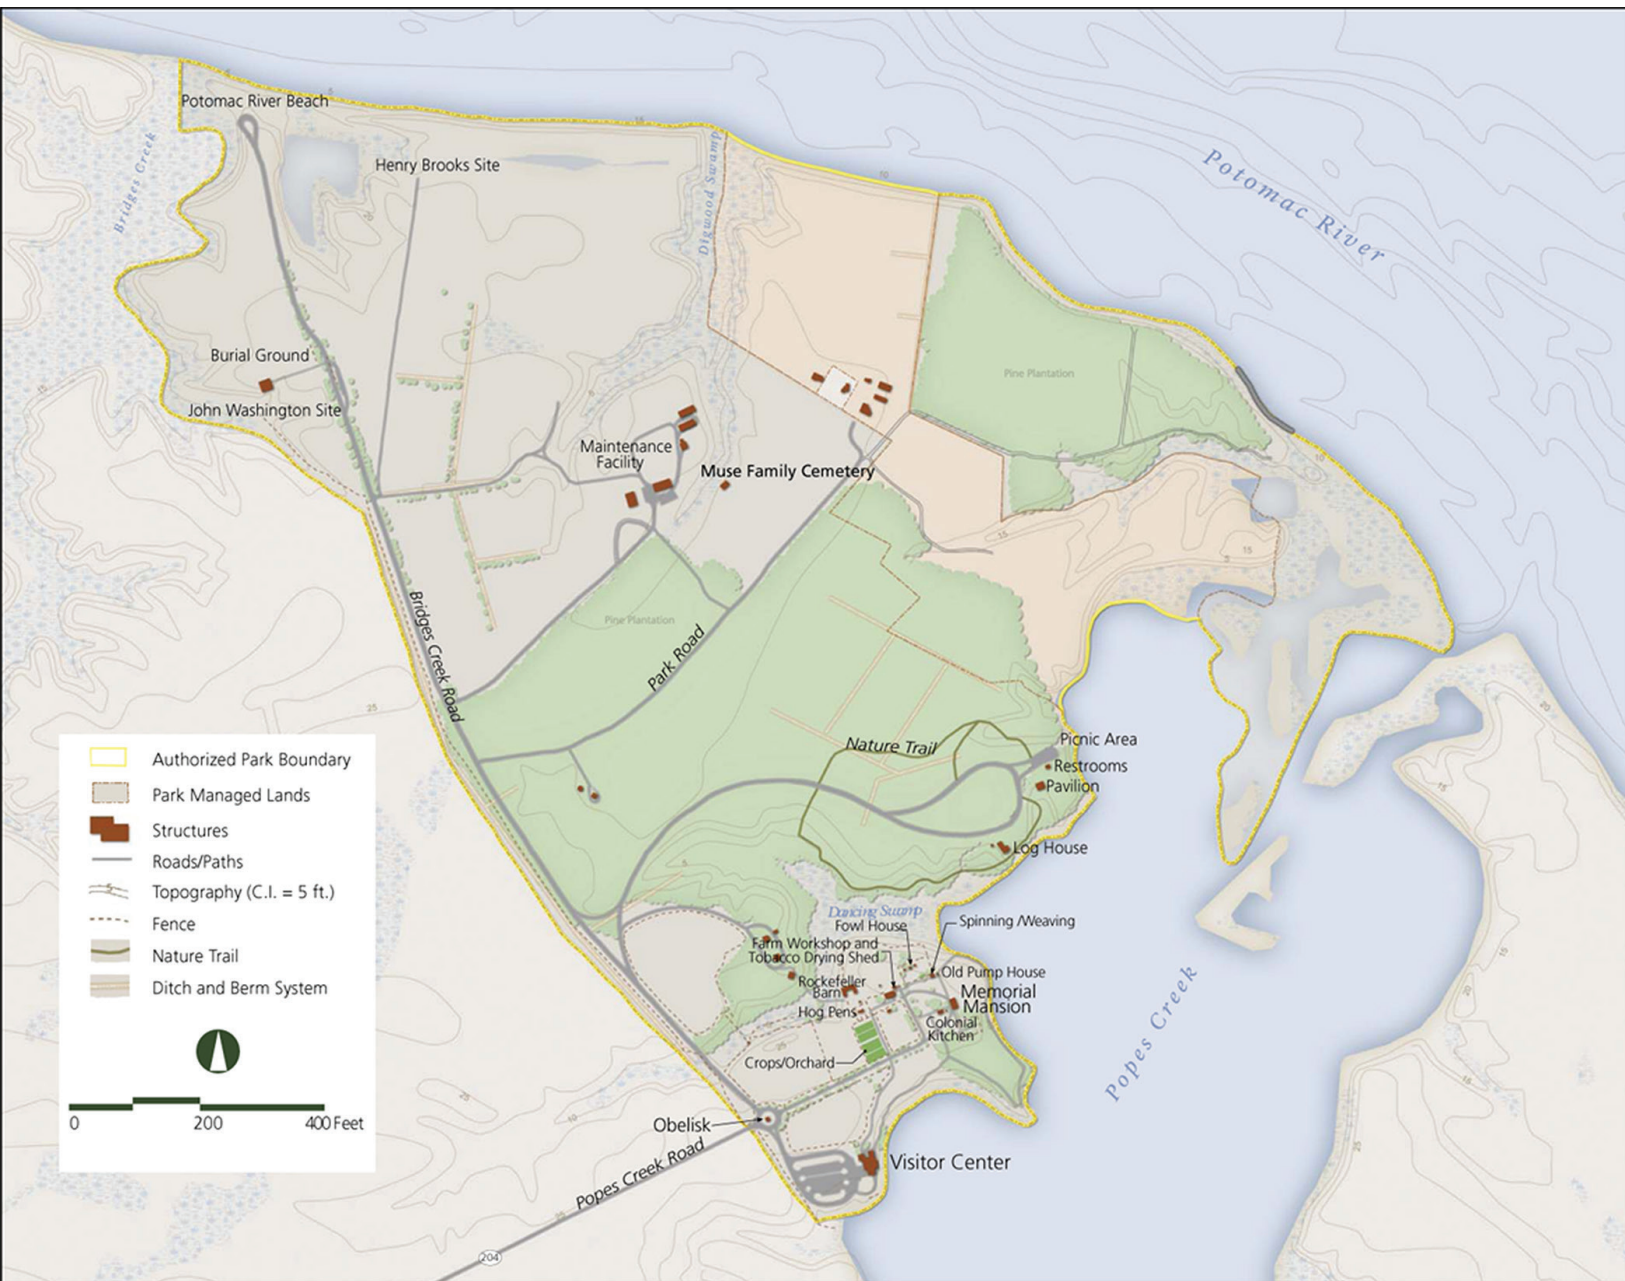 Potomac River Beach
Bridges Creek
Henry Brooks Site
Digwood Swamp
Potomac River
Burial Ground
John Washington Site
Pine Plantation
Maintenance
Facility
Muse Family Cemetery
Bridges Creek Road
Pine Plantation
Park Road
Nature Trail
Picnic Area
Restrooms
Pavilion
Log House
Dancing Swamp
Fowl House
Spinning /Weaving
Farm Workshop and
Tobacco Drying Shed
Old Pump House
Rockefeller
Barn
Memorial
Mansion
Hog Pens
Colonial
Kitchen
Crops/Orchard
Popes Creek
Obelisk
Popes Creek Road
Visitor Center
204
Authorized Park Boundary
Park Managed Lands
Structures
Roads/Paths
Topography (C.I. = 5 ft.)
Fence
Nature Trail
Ditch and Berm System
0 200 400 Feet